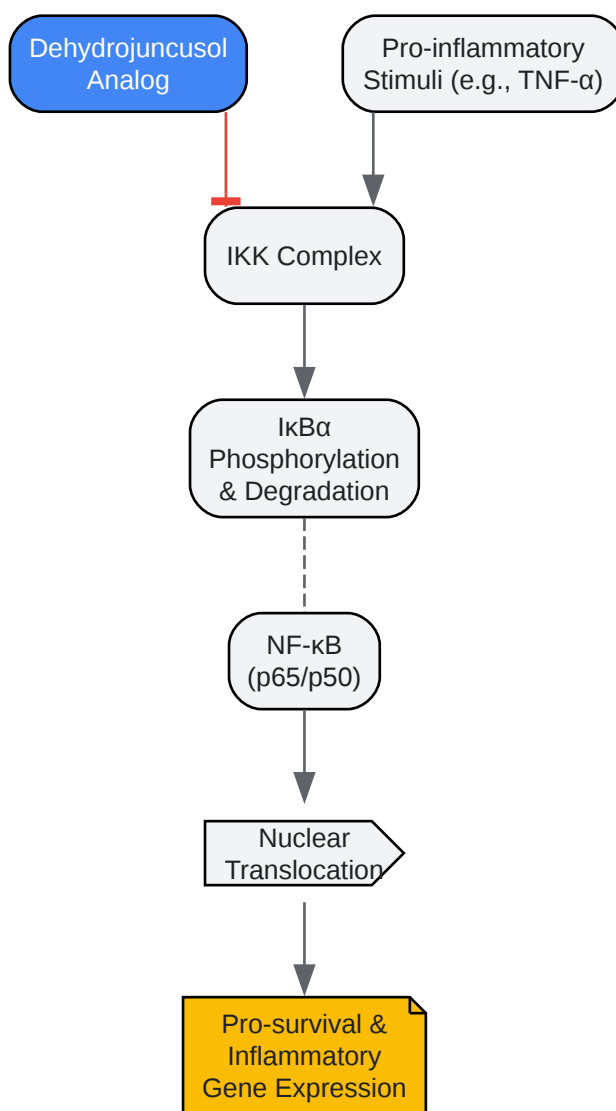 Dehydrojuncusol
Analog
Pro-inflammatory
Stimuli (e.g., TNF-α)
IKK Complex
IκBα
Phosphorylation
& Degradation
NF-κB
(p65/p50)
Nuclear
Translocation
Pro-survival &
Inflammatory
Gene Expression